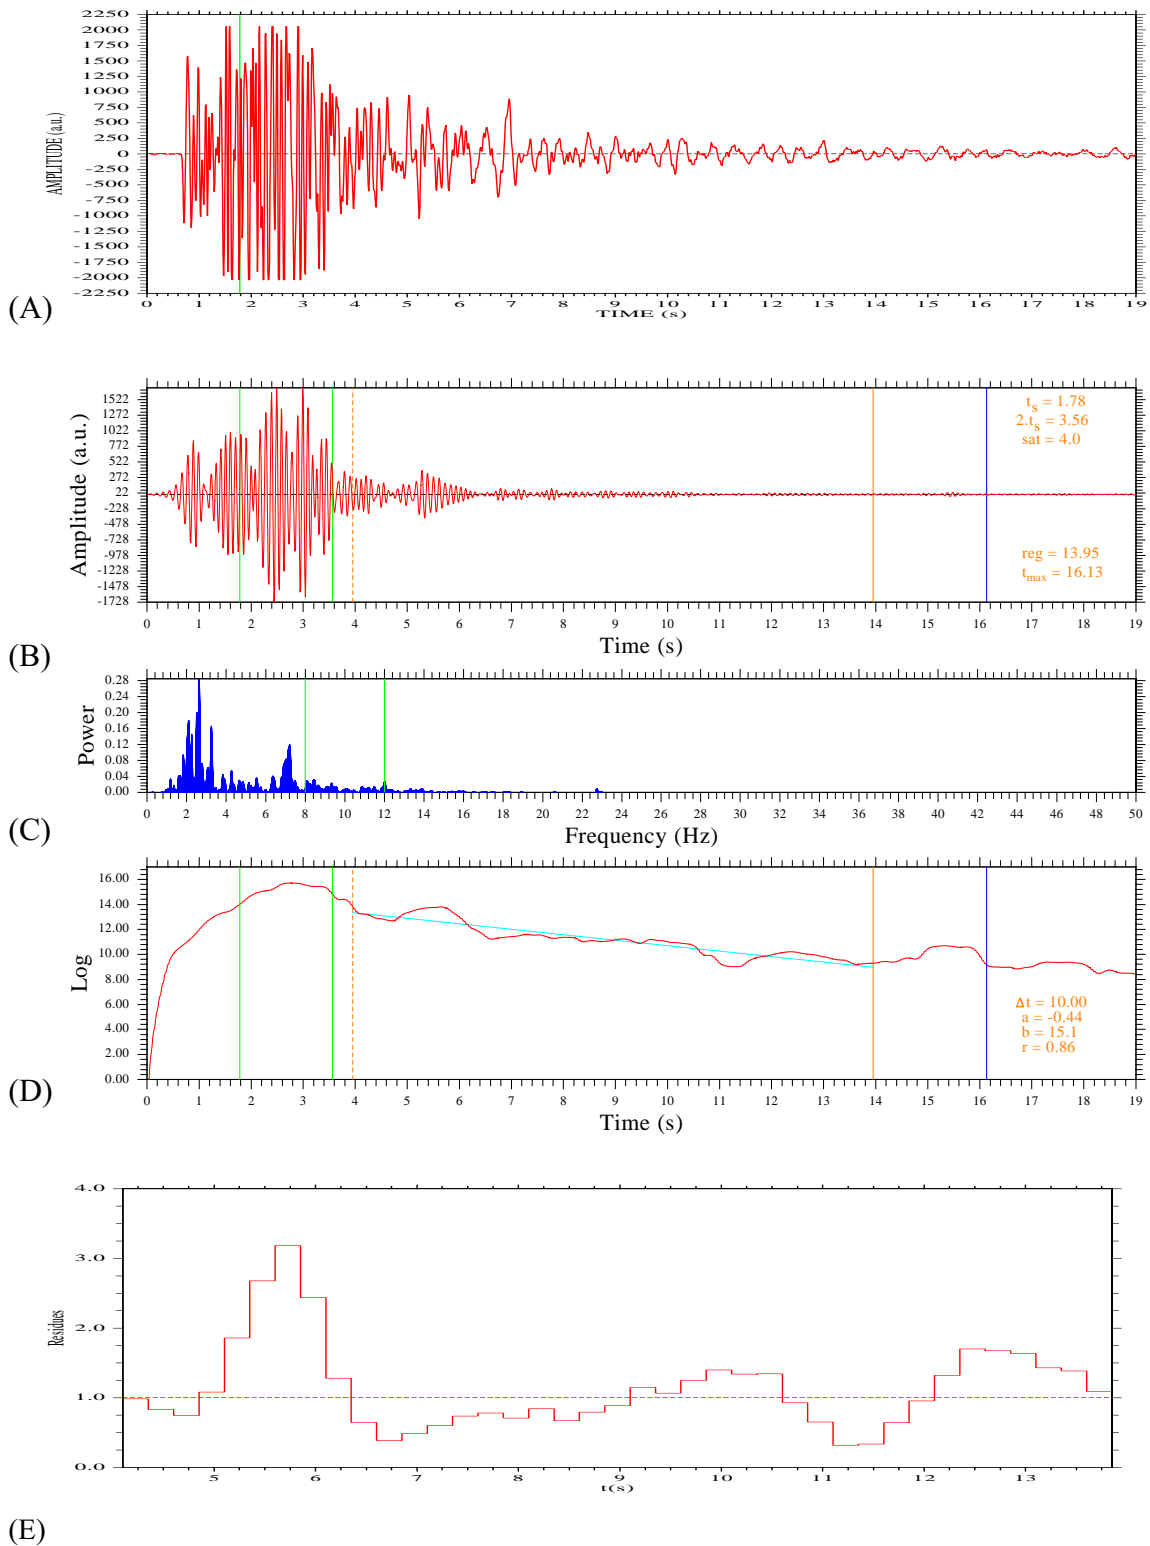 2250
2000
1750
1500
1250
1000
750
500
250
0
-250
-500
-750
-1000
-1250
-1500
-1750
-2000
-2250
AMPLITUDE (a.u.)
0 1 2 3 4 5 6 7 8 9 10 11 12 13 14 15 16 17 18 19
TIME (s)
(A)
1522
1272
1022
772
522
272
22
-228
-478
-728
-978
-1228
-1478
-1728
Amplitude (a.u.)
tS = 1.78
2.tS = 3.56
sat = 4.0
reg = 13.95
tmax = 16.13
0 1 2 3 4 5 6 7 8 9 10 11 12 13 14 15 16 17 18 19
Time (s)
(B)
0.28
0.24
0.20
0.16
0.12
0.08
0.04
0.00
Power
0 2 4 6 8 10 12 14 16 18 20 22 24 26 28 30 32 34 36 38 40 42 44 46 48 50
Frequency (Hz)
(C)
16.00
14.00
12.00
10.00
8.00
6.00
4.00
2.00
0.00
Log
Δt = 10.00
a = -0.44
b = 15.1
r = 0.86
0 1 2 3 4 5 6 7 8 9 10 11 12 13 14 15 16 17 18 19
Time (s)
(D)
4.0
3.0
2.0
1.0
0.0
Residues
5 6 7 8 9 10 11 12 13
t(s)
(E)